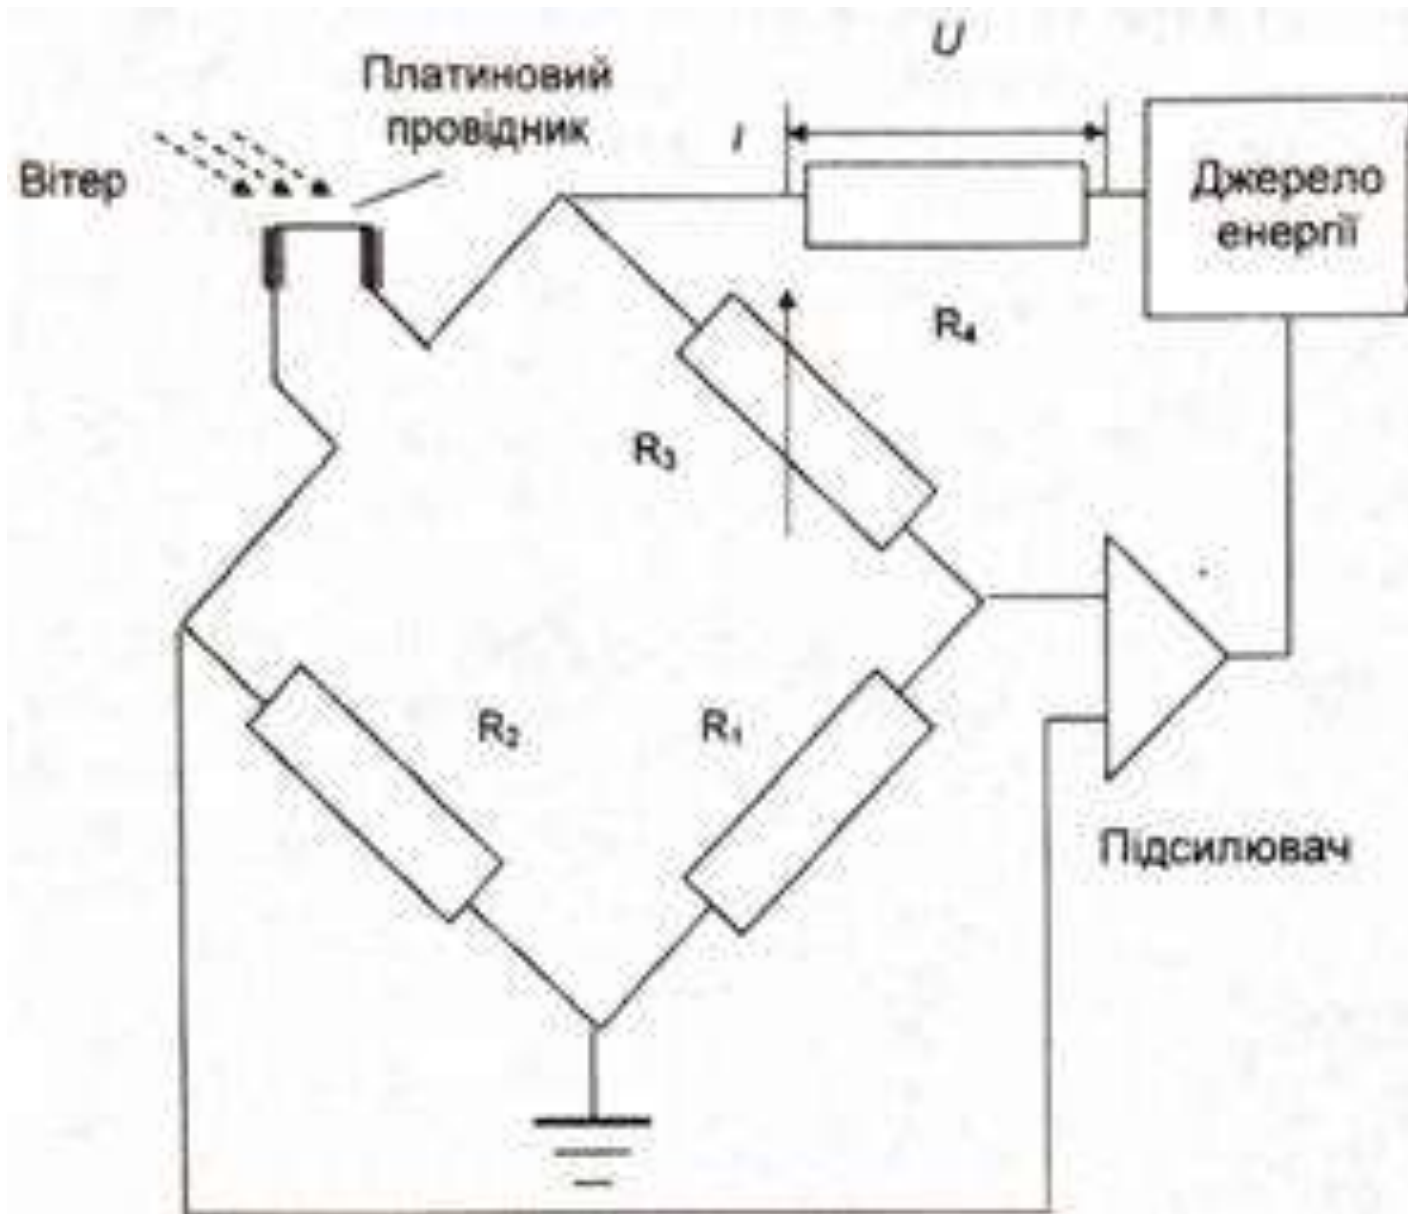 U
Платиновий
провідник
I
Вітер
Джерело
енергії
R₄
R₃
R₂
R₁
Підсилювач